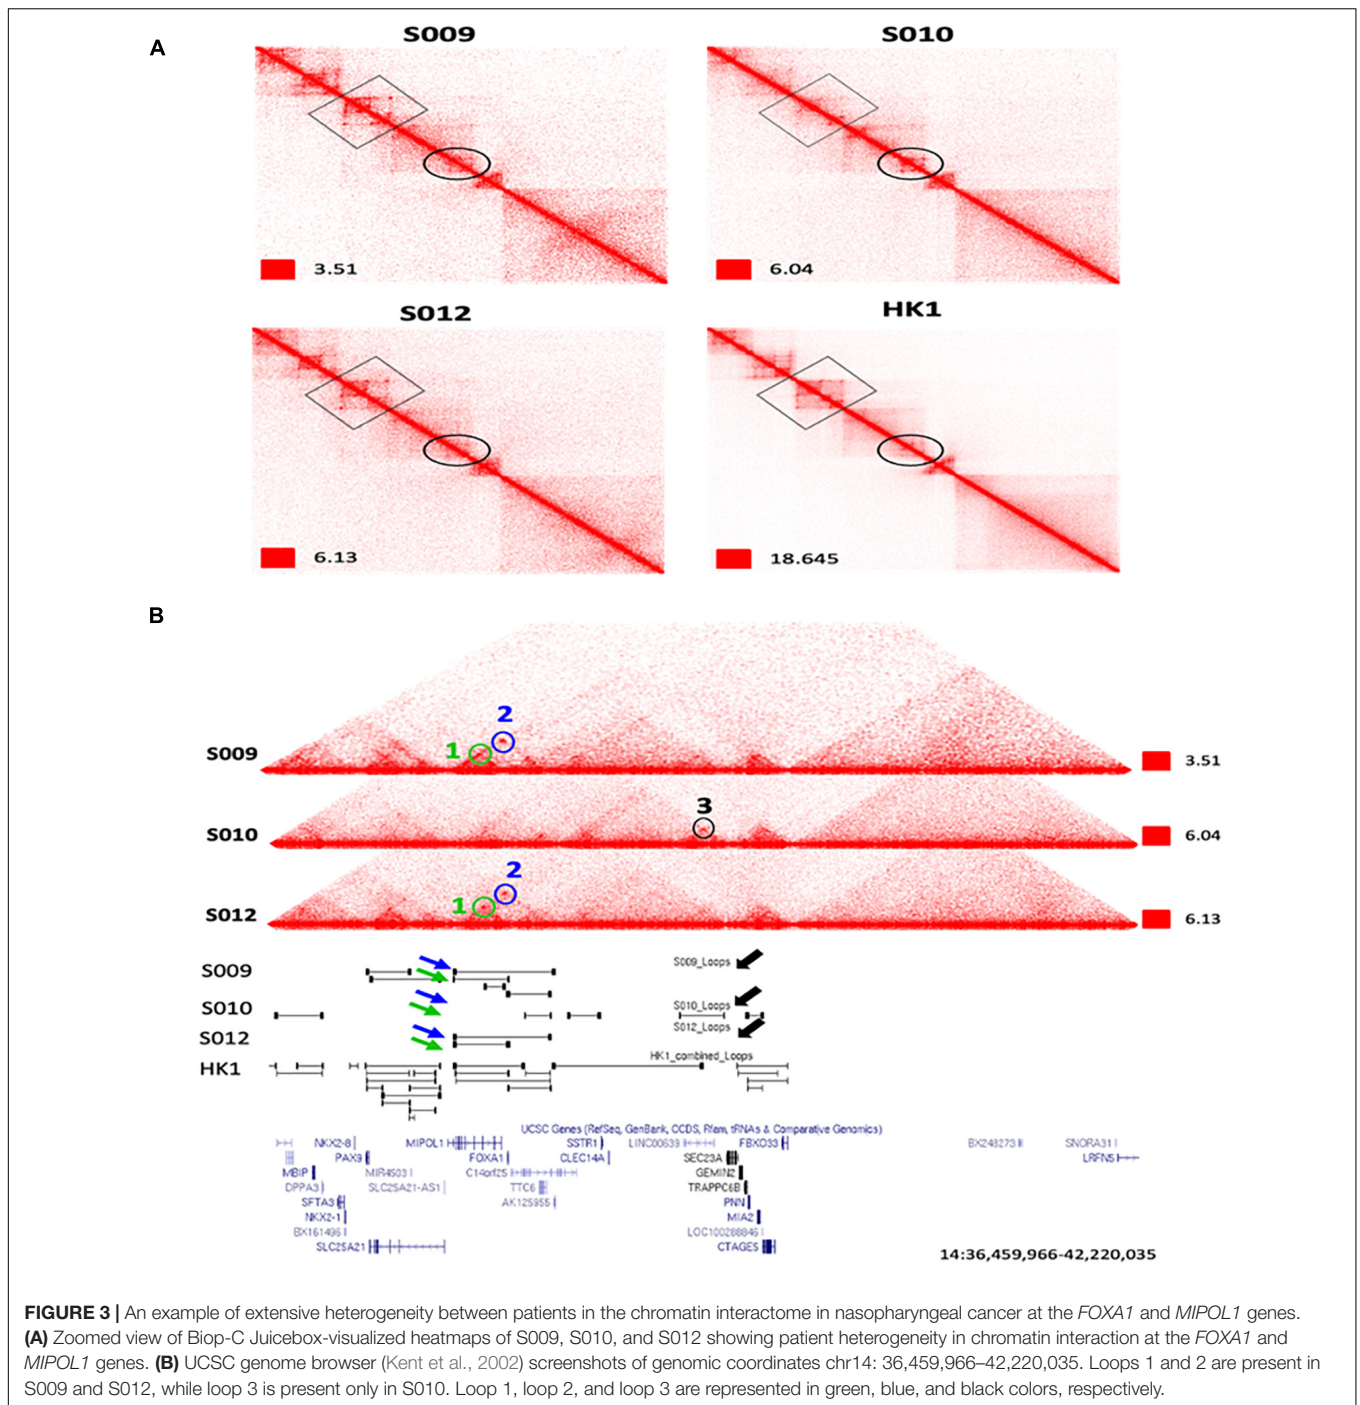 A
S009
S010
3.51
6.04
S012
HK1
6.13
18.645
B
2
1
S009
3.51
3
S010
6.04
2
1
S012
6.13
S009
S009_Loops
S010
S010_Loops
S012
S012_Loops
HK1
HK1_combined_Loops
UCSC Genes (RefSeq, GenBank, CCDS, Rfam, tRNAs & Comparative Genomics)
NKX2-8
MIPOL1
SSTR1
LINC00639
FBXO33
BX248273
SNORA31
PAX9
FOXA1
CLEC14A
SEC23A
LRFN5
MBIP
MIR4503
C14orf25
GEMIN2
DPPA3
SLC25A21-AS1
TTC6
TRAPPC6B
SFTA3
AK125955
PNN
NKX2-1
MIA2
BX161496
LOC100288846
SLC25A21
CTAGE5
14:36,459,966-42,220,035
FIGURE 3 | An example of extensive heterogeneity between patients in the chromatin interactome in nasopharyngeal cancer at the FOXA1 and MIPOL1 genes.
(A) Zoomed view of Biop-C Juicebox-visualized heatmaps of S009, S010, and S012 showing patient heterogeneity in chromatin interaction at the FOXA1 and
MIPOL1 genes. (B) UCSC genome browser (Kent et al., 2002) screenshots of genomic coordinates chr14: 36,459,966–42,220,035. Loops 1 and 2 are present in
S009 and S012, while loop 3 is present only in S010. Loop 1, loop 2, and loop 3 are represented in green, blue, and black colors, respectively.